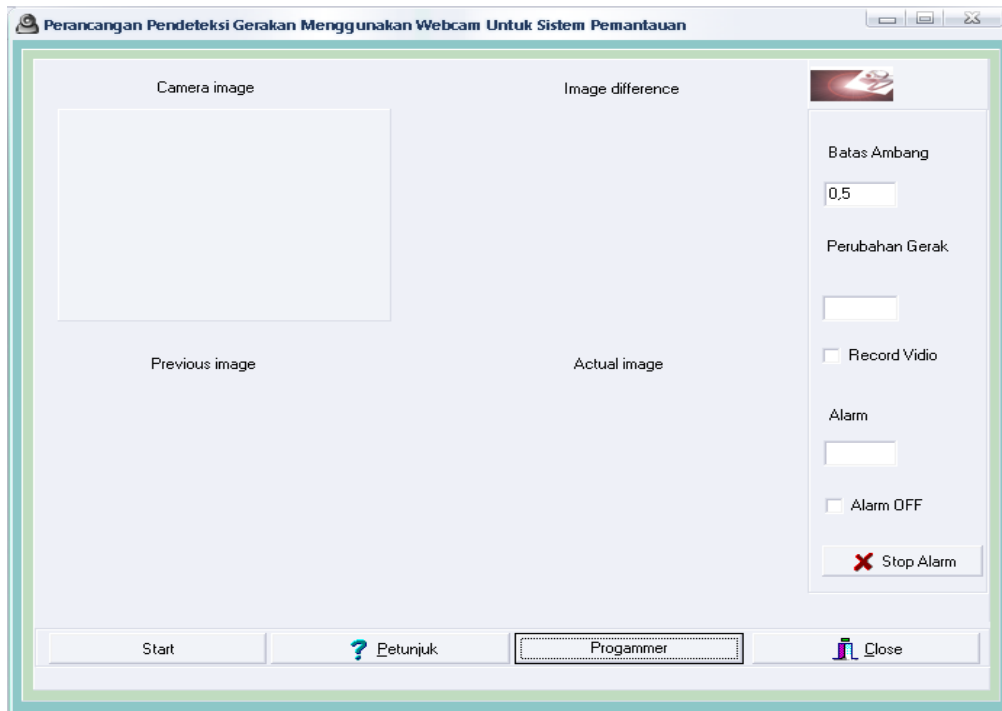 Perancangan Pendeteksi Gerakan Menggunakan Webcam Untuk Sistem Pemantauan
Camera image
Image difference
Batas Ambang
0,5
Perubahan Gerak
Previous image
Actual image
Record Vidio
Alarm
Alarm OFF
Stop Alarm
Start
Petunjuk
Progammer
Close